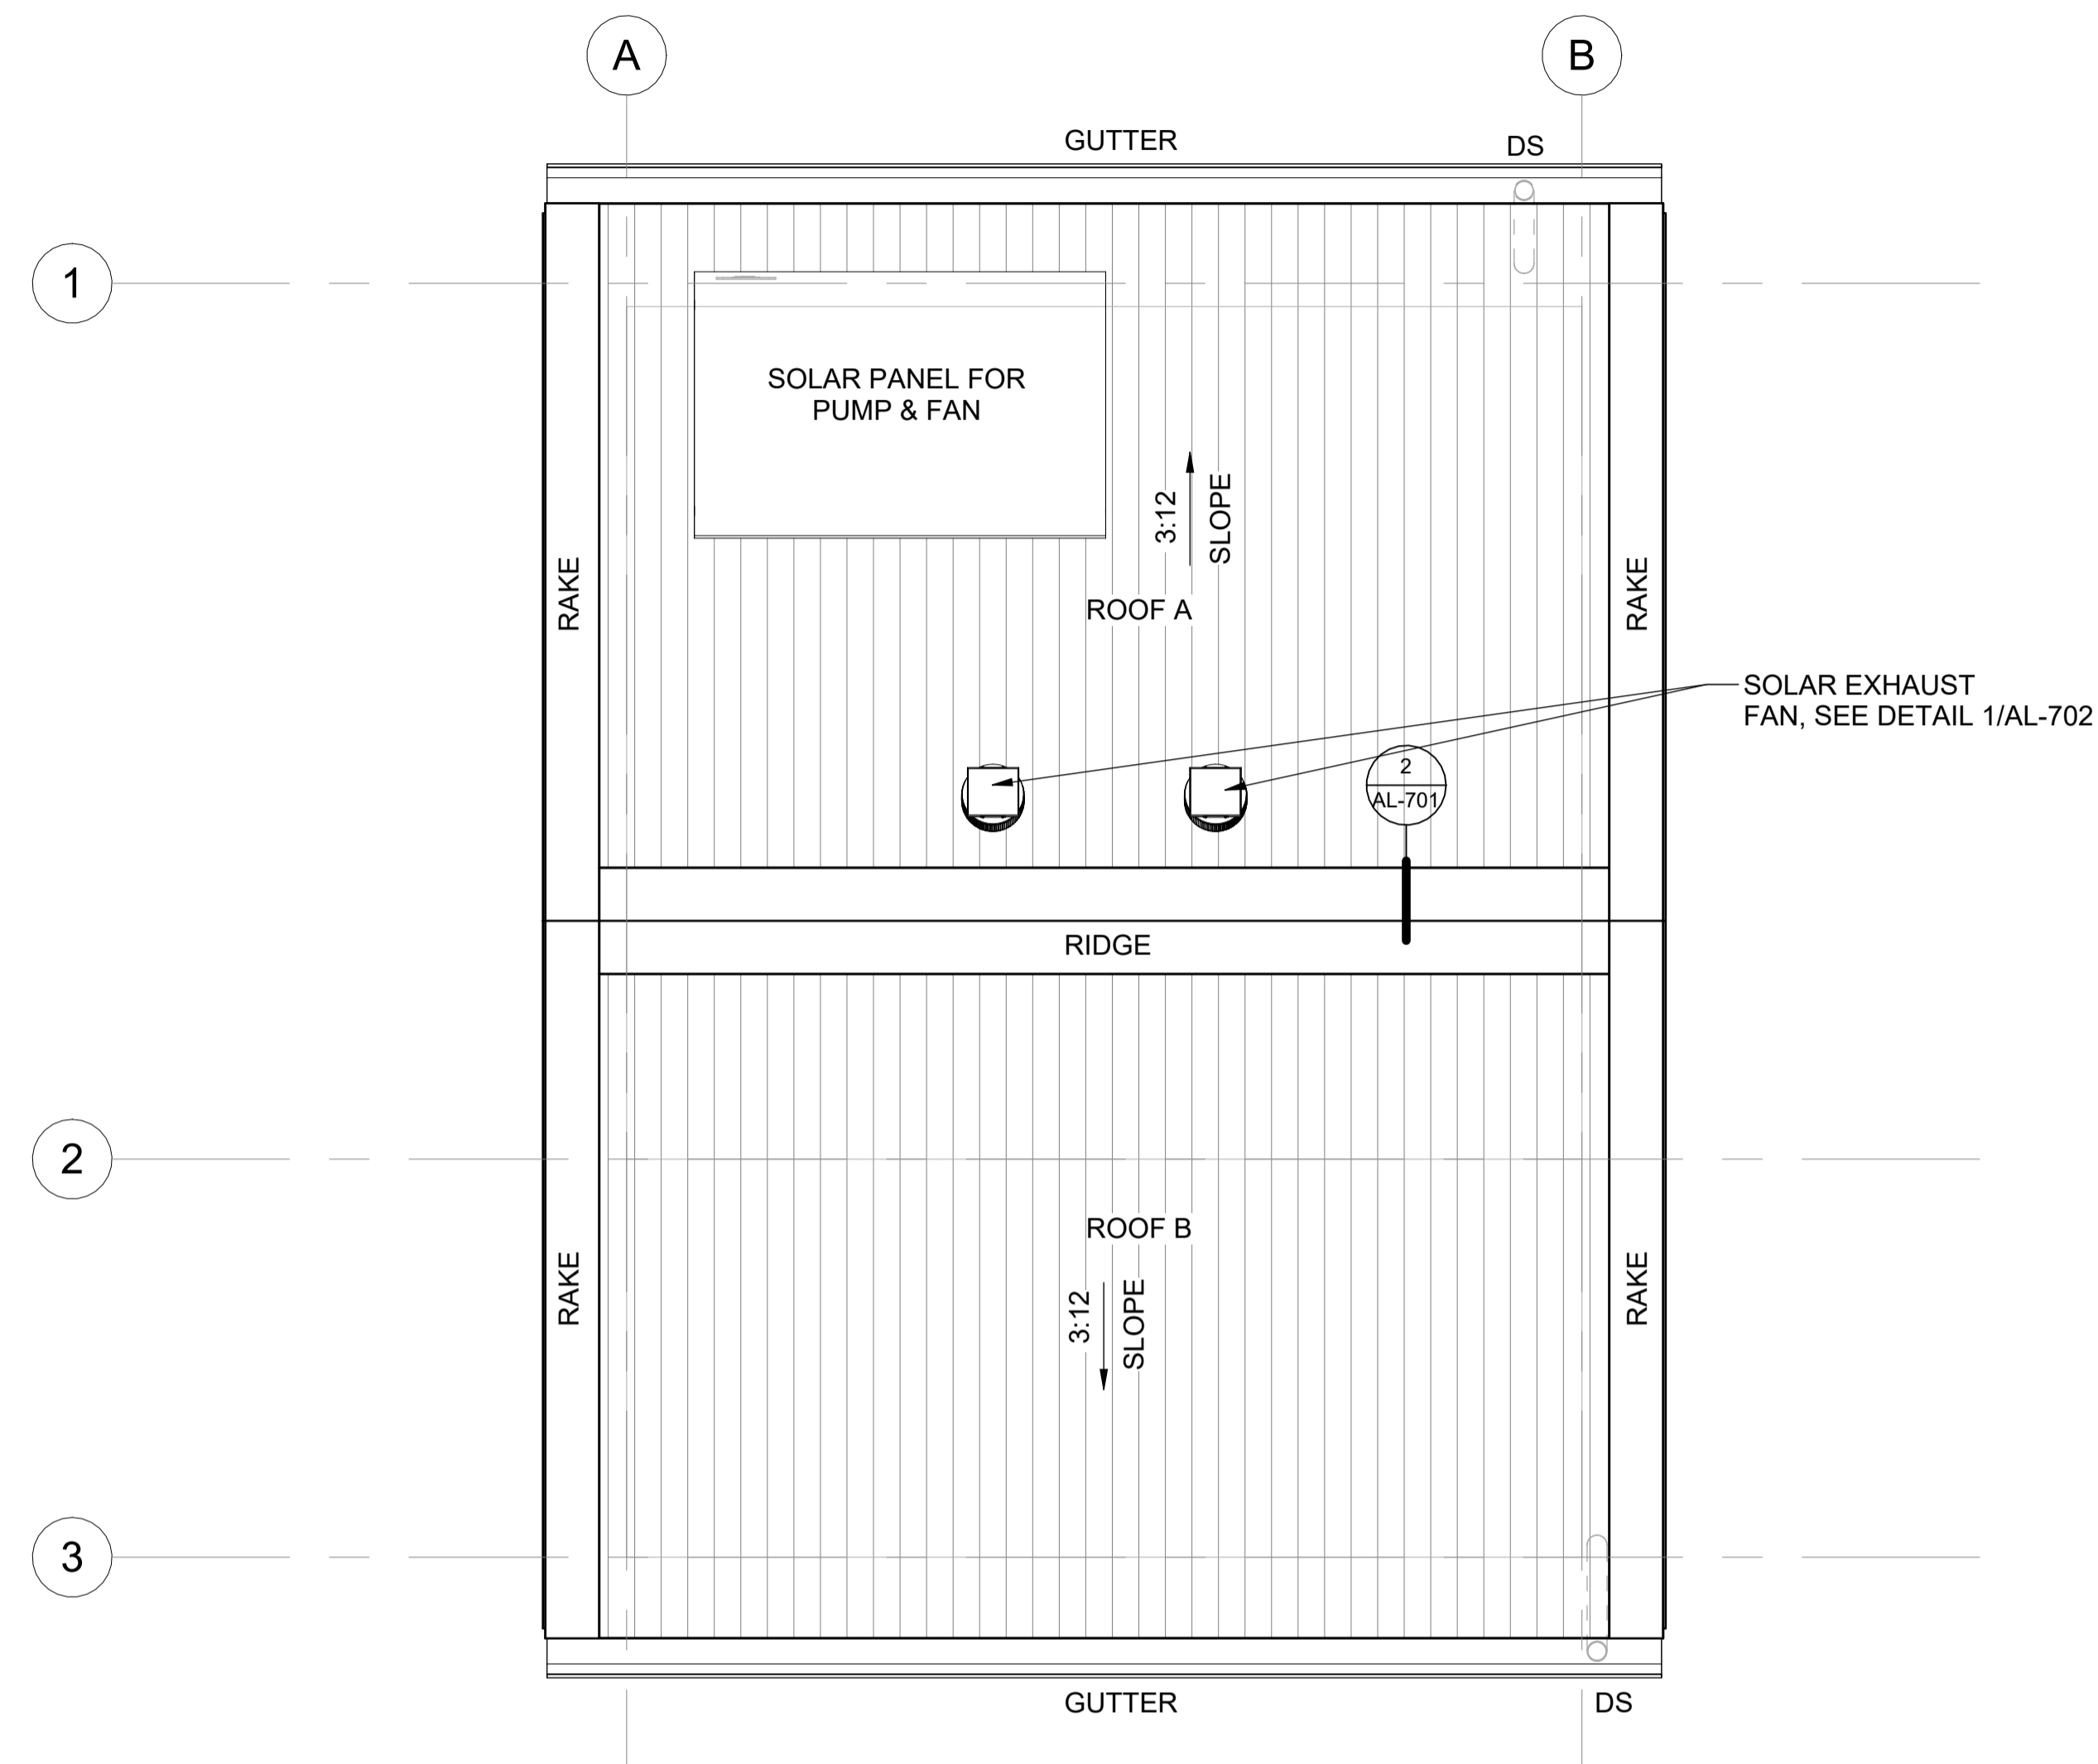 A
B
GUTTER
DS
1
SOLAR PANEL FOR
PUMP & FAN
3:12
SLOPE
RAKE
ROOF A
RAKE
SOLAR EXHAUST
FAN, SEE DETAIL 1/AL-702
2
AL-701
RIDGE
2
ROOF B
RAKE
3:12
SLOPE
RAKE
3
GUTTER
DS